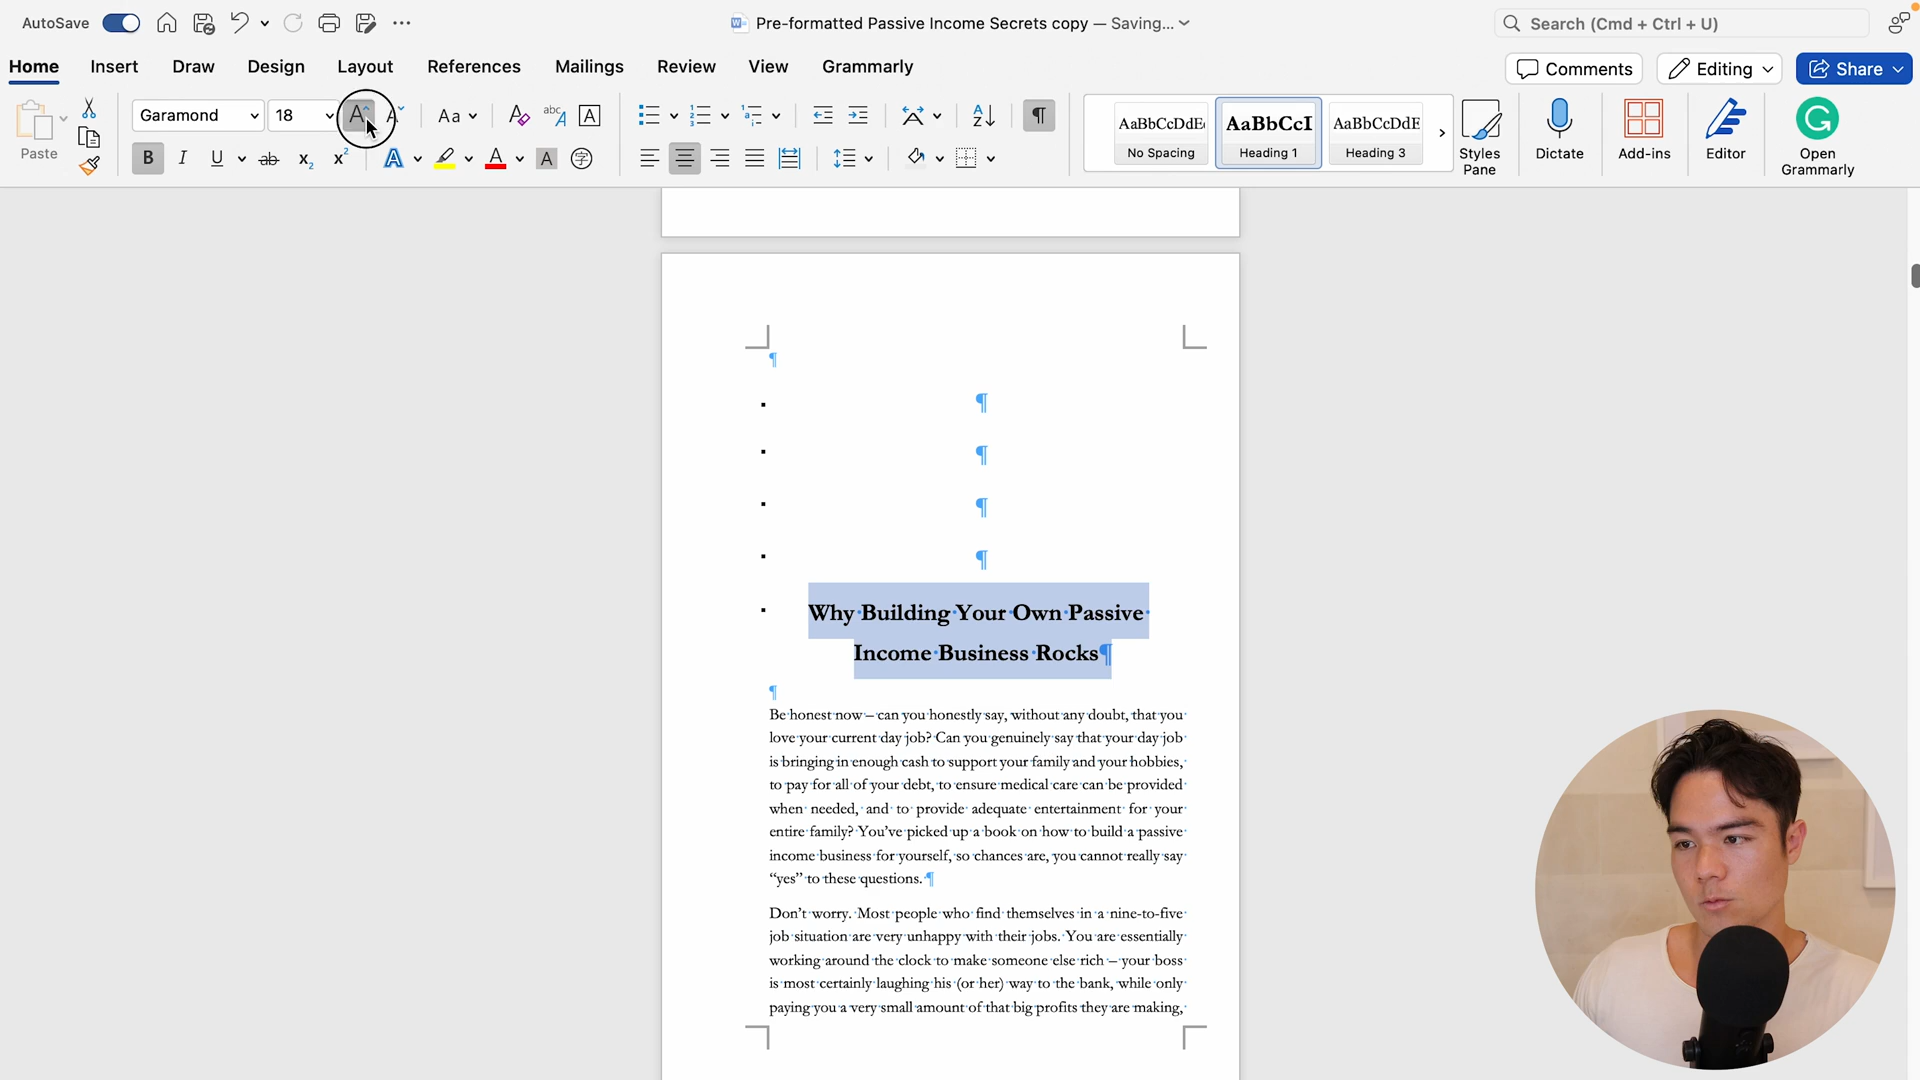 AutoSave
Pre-formatted Passive Income Secrets copy — Saving...
Search (Cmd + Ctrl + U)
Home Insert Draw Design Layout References Mailings Review View Grammarly
Comments Editing Share
Paste
Garamond 18
Aa
abc
B I U ab x₂ x²
AaBbCcDdE AaBbCcI AaBbCcDdE
No Spacing Heading 1 Heading 3
Styles Pane
Dictate
Add-ins
Editor
Open Grammarly
Why Building Your Own Passive
Income Business Rocks¶
Be honest now – can you honestly say, without any doubt, that you
love your current day job? Can you genuinely say that your day job
is bringing in enough cash to support your family and your hobbies,
to pay for all of your debt, to ensure medical care can be provided
when needed, and to provide adequate entertainment for your
entire family? You’ve picked up a book on how to build a passive
income business for yourself, so chances are, you cannot really say
“yes” to these questions. ¶
Don’t worry. Most people who find themselves in a nine-to-five
job situation are very unhappy with their jobs. You are essentially
working around the clock to make someone else rich – your boss
is most certainly laughing his (or her) way to the bank, while only
paying you a very small amount of that big profits they are making,